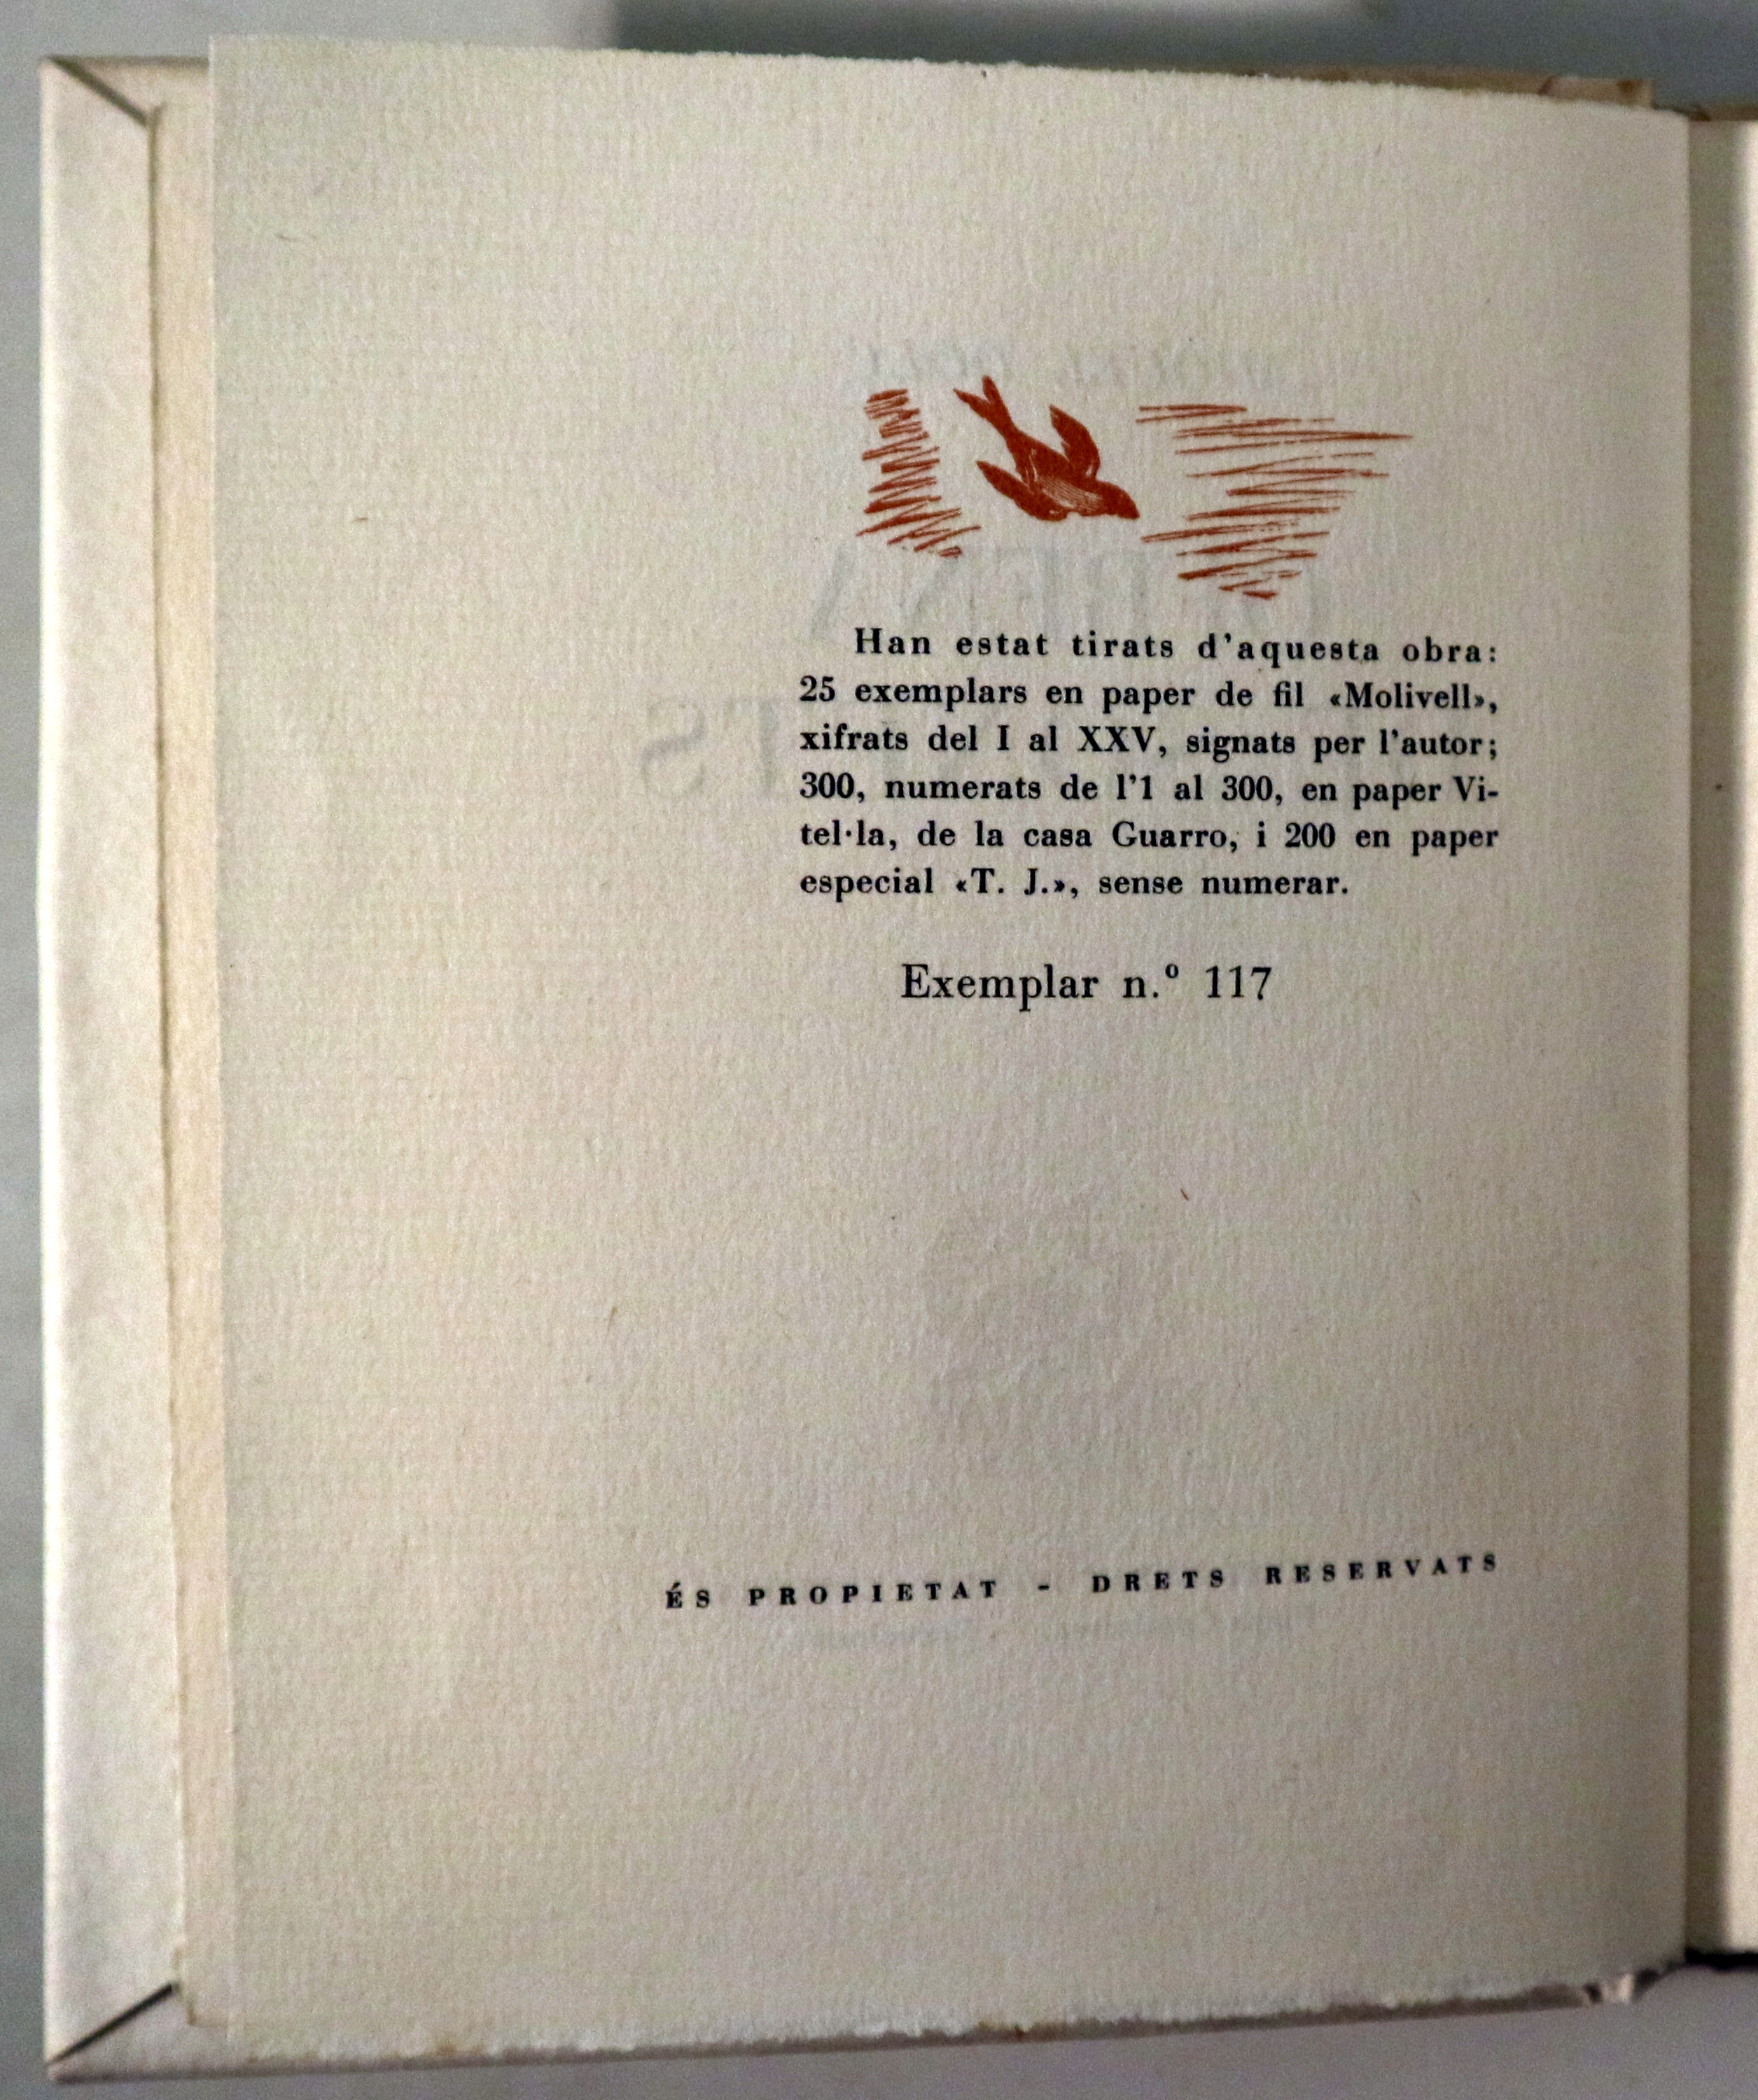 Han estat tirats d'aquesta obra:
25 exemplars en paper de fil «Molivell»,
xifrats del I al XXV, signats per l'autor;
300, numerats de l'1 al 300, en paper Vi-
tel·la, de la casa Guarro, i 200 en paper
especial «T. J.», sense numerar.
Exemplar n.º 117
ÉS PROPIETAT - DRETS RESERVATS